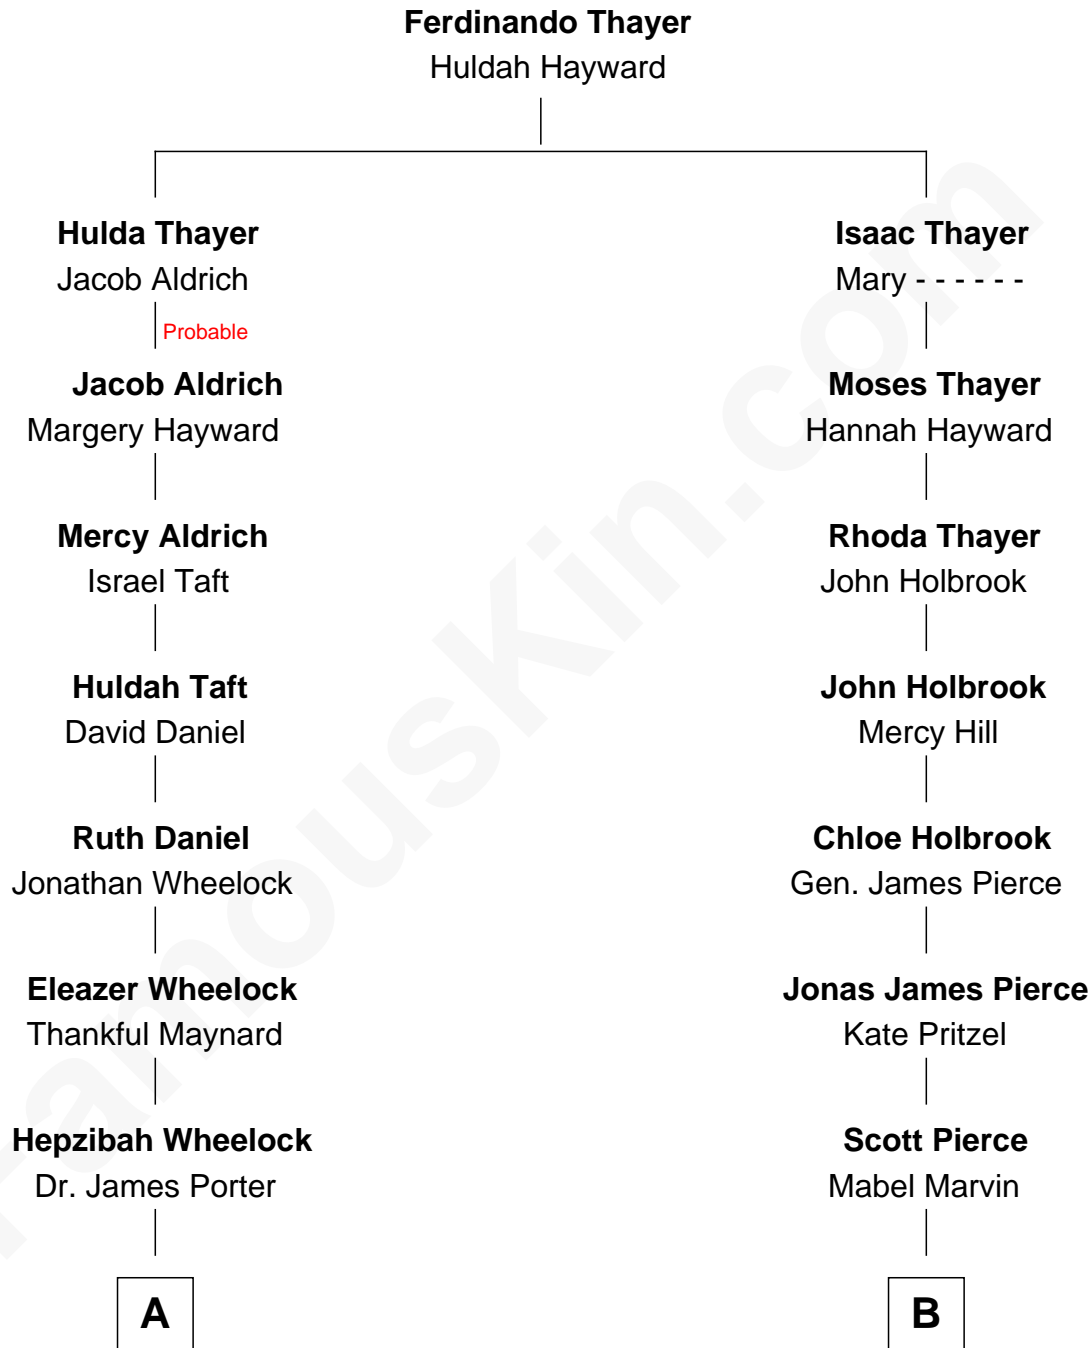 Ferdinando Thayer
Huldah Hayward
Hulda Thayer
Jacob Aldrich
Probable
Jacob Aldrich
Margery Hayward
Mercy Aldrich
Israel Taft
Huldah Taft
David Daniel
Ruth Daniel
Jonathan Wheelock
Eleazer Wheelock
Thankful Maynard
Hepzibah Wheelock
Dr. James Porter
A
Isaac Thayer
Mary - - - - - -
Moses Thayer
Hannah Hayward
Rhoda Thayer
John Holbrook
John Holbrook
Mercy Hill
Chloe Holbrook
Gen. James Pierce
Jonas James Pierce
Kate Pritzel
Scott Pierce
Mabel Marvin
B
FamousKin.com